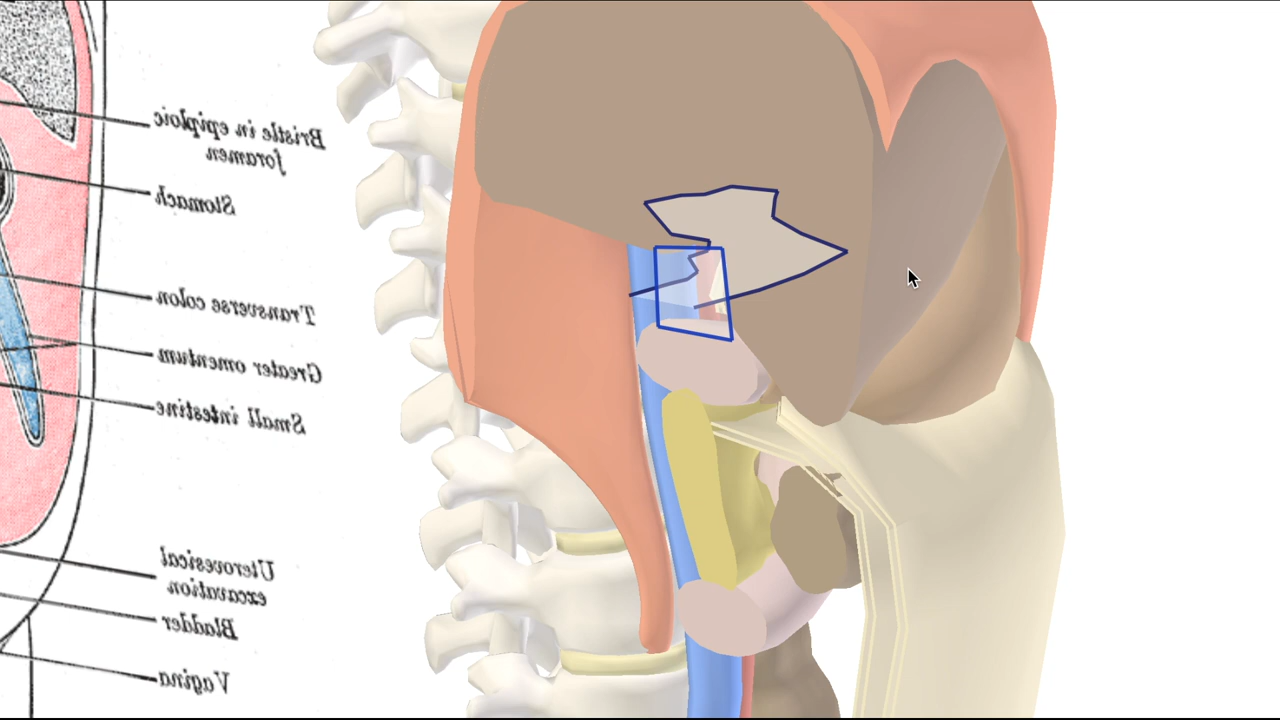 Bristle in epiploic
foramen
Stomach
Transverse colon
Greater omentum
Small intestine
Uterovesical
excavation
Bladder
Vagina